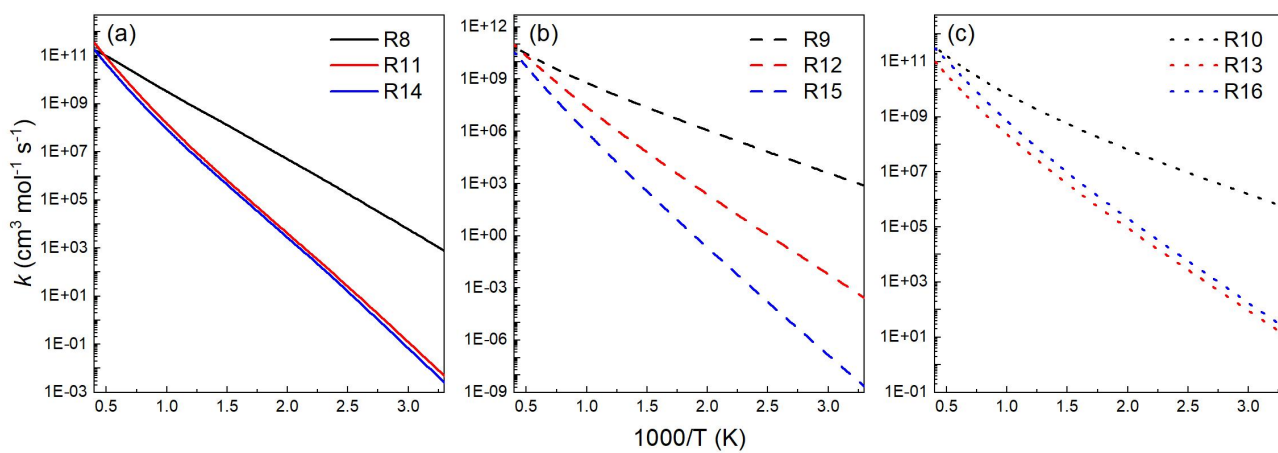 (a)
R8
R11
R14
1E+11
1E+09
1E+07
1E+05
1E+03
1E+01
1E-01
1E-03
0.5 1.0 1.5 2.0 2.5 3.0
k (cm³ mol⁻¹ s⁻¹)
(b)
R9
R12
R15
1E+12
1E+09
1E+06
1E+03
1E+00
1E-03
1E-06
1E-09
0.5 1.0 1.5 2.0 2.5 3.0
1000/T (K)
(c)
R10
R13
R16
1E+11
1E+09
1E+07
1E+05
1E+03
1E+01
1E-01
0.5 1.0 1.5 2.0 2.5 3.0